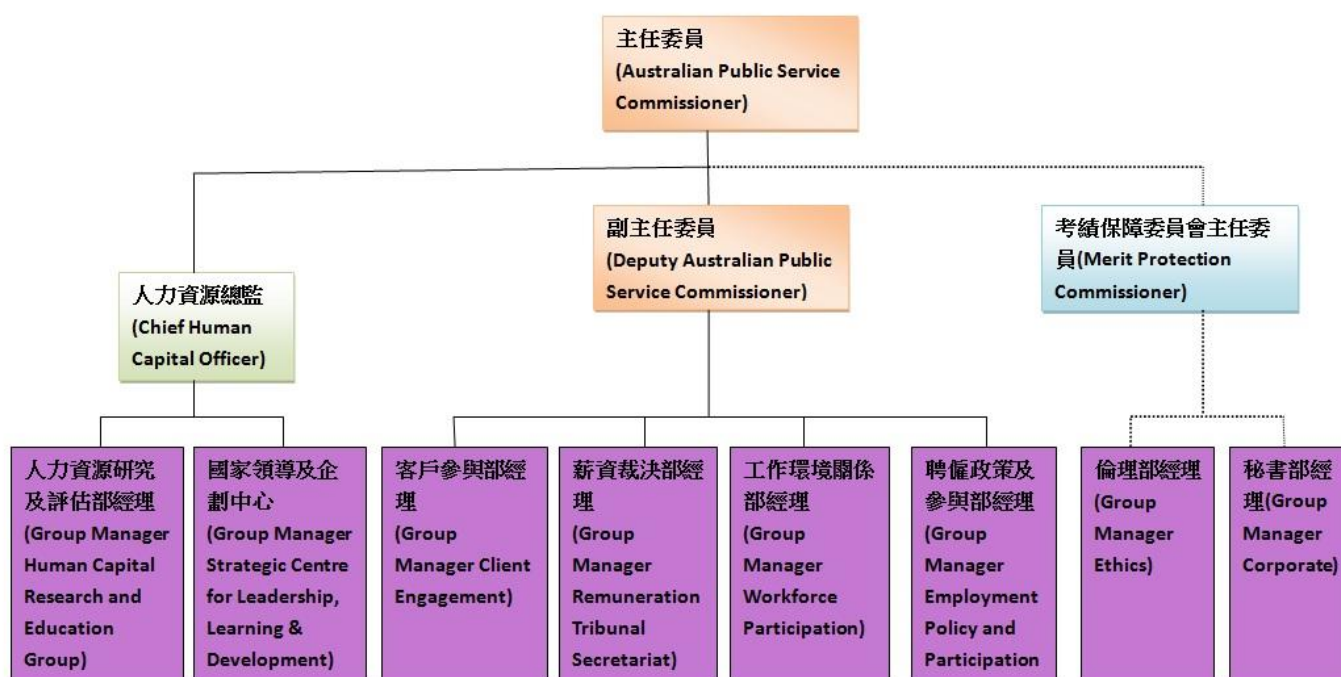 主任委員
(Australian Public Service
Commissioner)
副主任委員
(Deputy Australian Public
Service Commissioner)
考績保障委員會主任委
員(Merit Protection
Commissioner)
人力資源總監
(Chief Human
Capital Officer)
人力資源研究
及評估部經理
(Group Manager
Human Capital
Research and
Education
Group)
國家領導及企
劃中心
(Group Manager
Strategic Centre
for Leadership,
Learning &
Development)
客戶參與部經
理
(Group
Manager Client
Engagement)
薪資裁決部經
理
(Group
Manager
Remuneration
Tribunal
Secretariat)
工作環境關係
部經理
(Group
Manager
Workforce
Participation)
聘僱政策及
參與部經理
(Group
Manager
Employment
Policy and
Participation
倫理部經理
(Group
Manager
Ethics)
秘書部經
理(Group
Manager
Corporate)